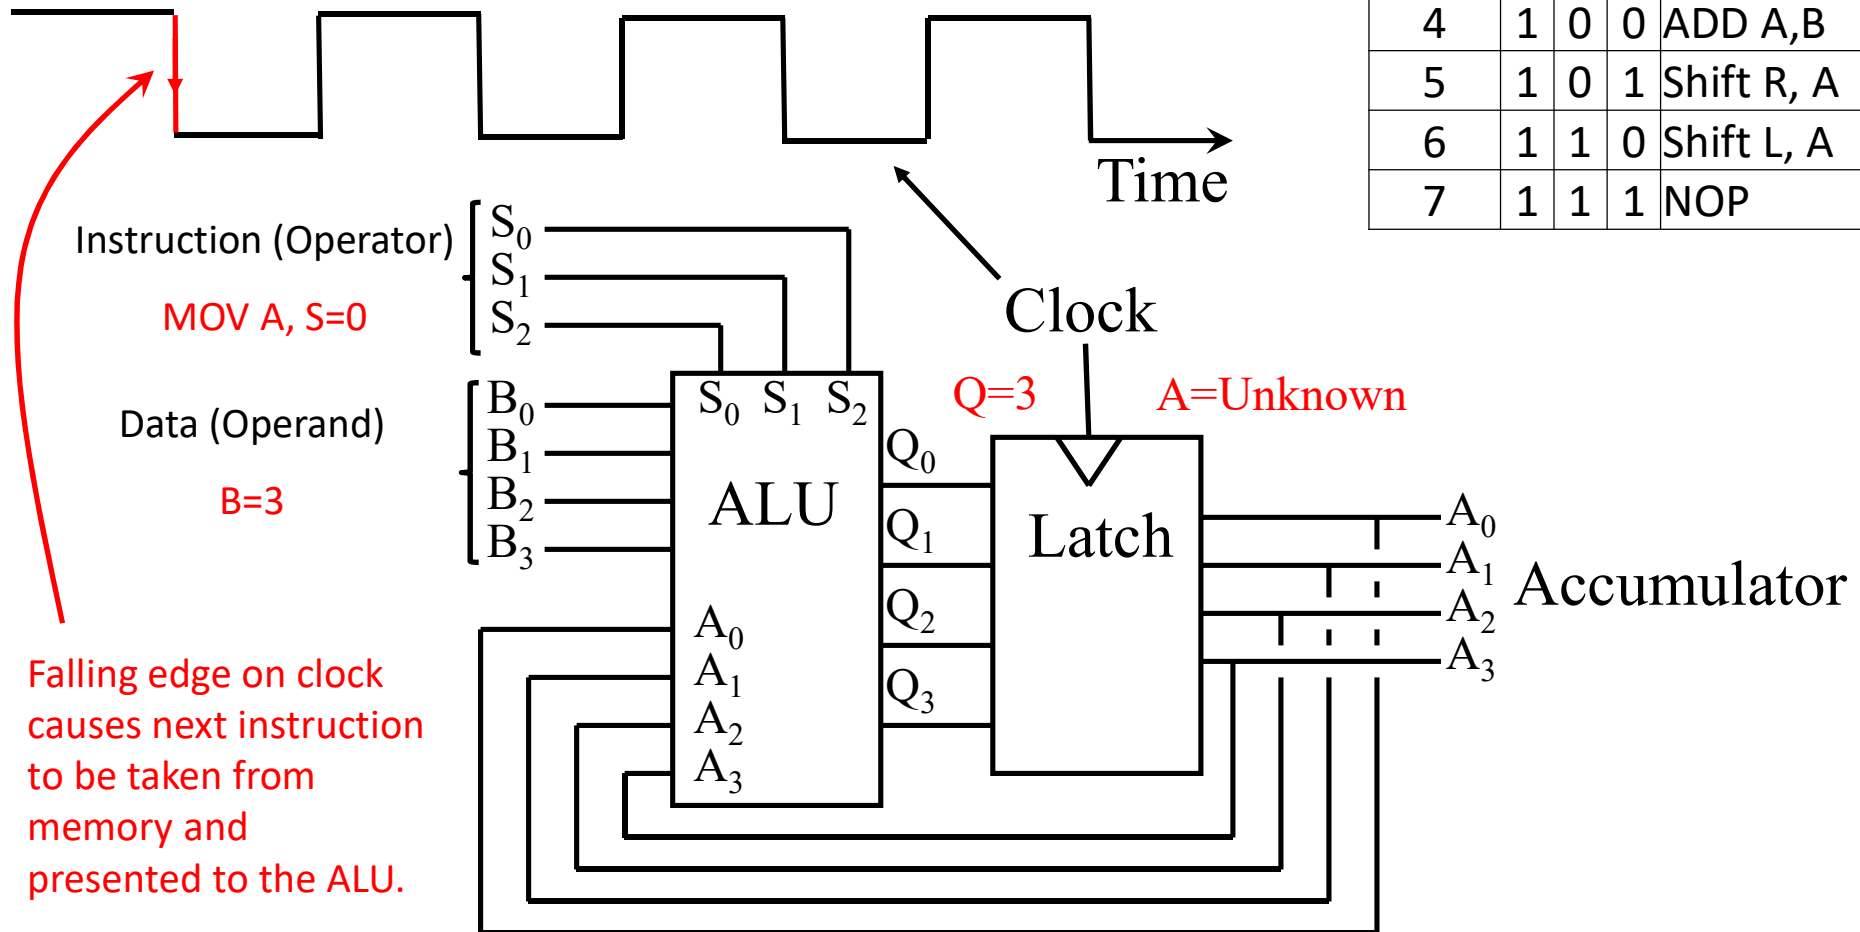 4 1 0 0 ADD A,B
5 1 0 1 Shift R, A
6 1 1 0 Shift L, A
7 1 1 1 NOP
Time
Instruction (Operator)
MOV A, S=0
S0
S1
S2
Clock
Data (Operand)
B=3
B0
B1
B2
B3
S0 S1 S2
ALU
A0
A1
A2
A3
Q=3
A=Unknown
Q0
Q1
Q2
Q3
Latch
A0
A1
A2
A3
Accumulator
Falling edge on clock
causes next instruction
to be taken from
memory and
presented to the ALU.